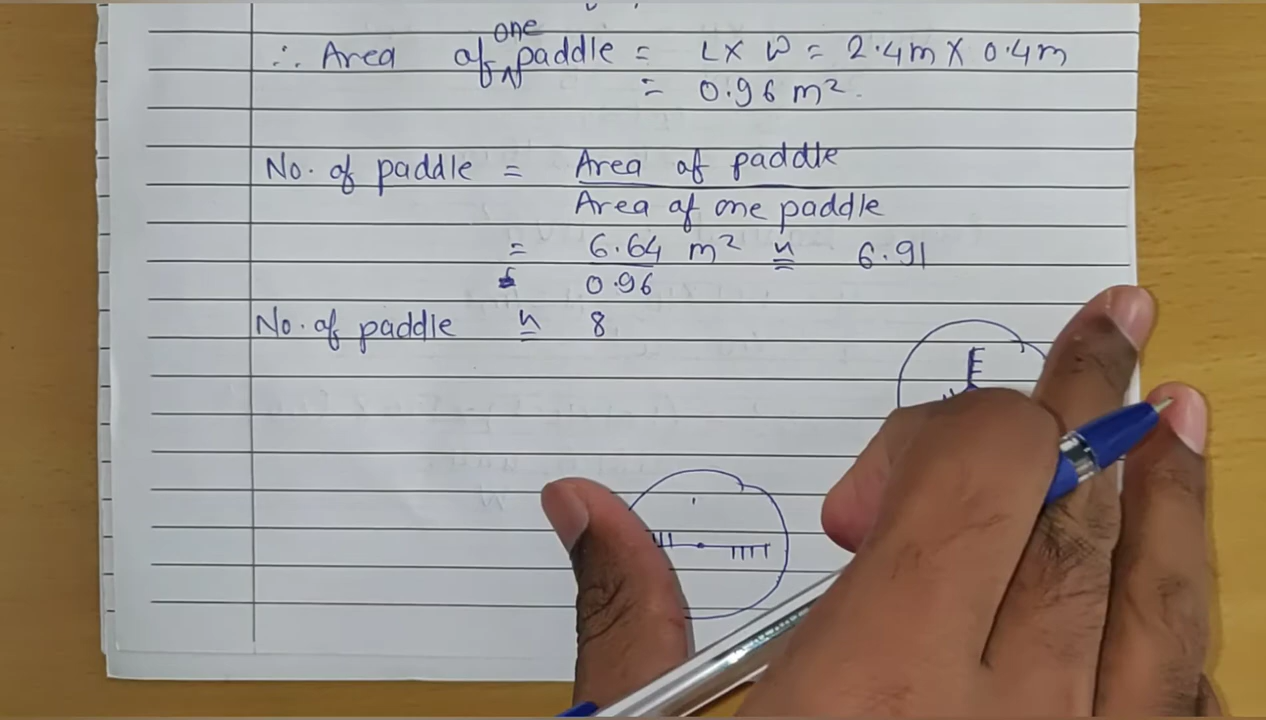 one
∴ Area of paddle = L X W = 2.4m X 0.4m
= 0.96 m².
No. of paddle = Area of paddle
Area of one paddle
= 6.64 m² ≌ 6.91
0.96
No. of paddle ≌ 8